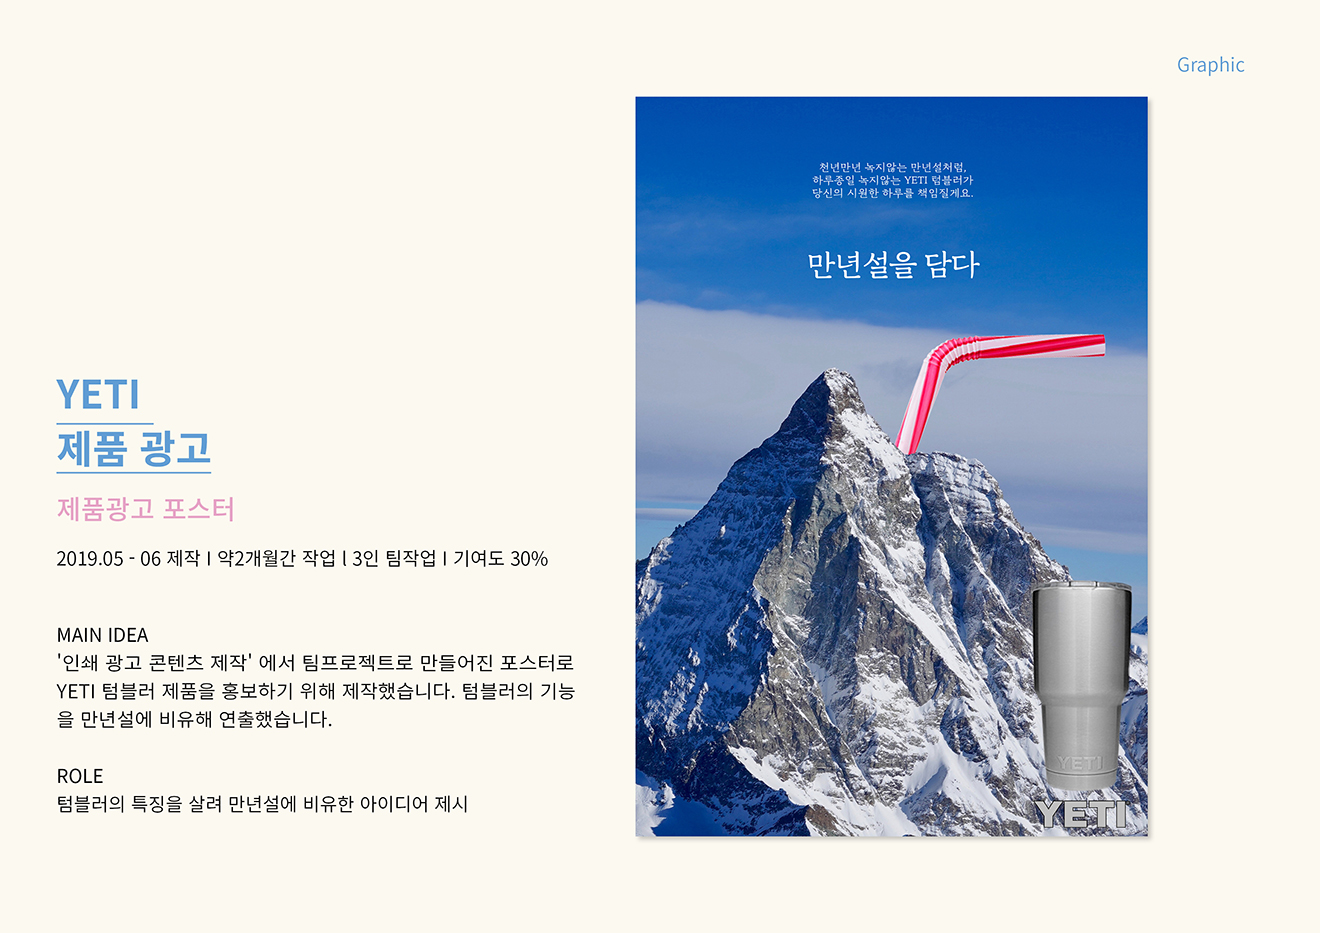 Graphic
YETI
제품 광고
제품광고 포스터
2019.05 - 06 제작 I 약2개월간 작업 l 3인 팀작업 I 기여도 30%
MAIN IDEA
'인쇄 광고 콘텐츠 제작' 에서 팀프로젝트로 만들어진 포스터로
YETI 텀블러 제품을 홍보하기 위해 제작했습니다. 텀블러의 기능
을 만년설에 비유해 연출했습니다.
ROLE
텀블러의 특징을 살려 만년설에 비유한 아이디어 제시
천년만년 녹지않는 만년설처럼,
하루종일 녹지않는 YETI 텀블러가
당신의 시원한 하루를 책임질게요.
만년설을 담다
YETI
YETI